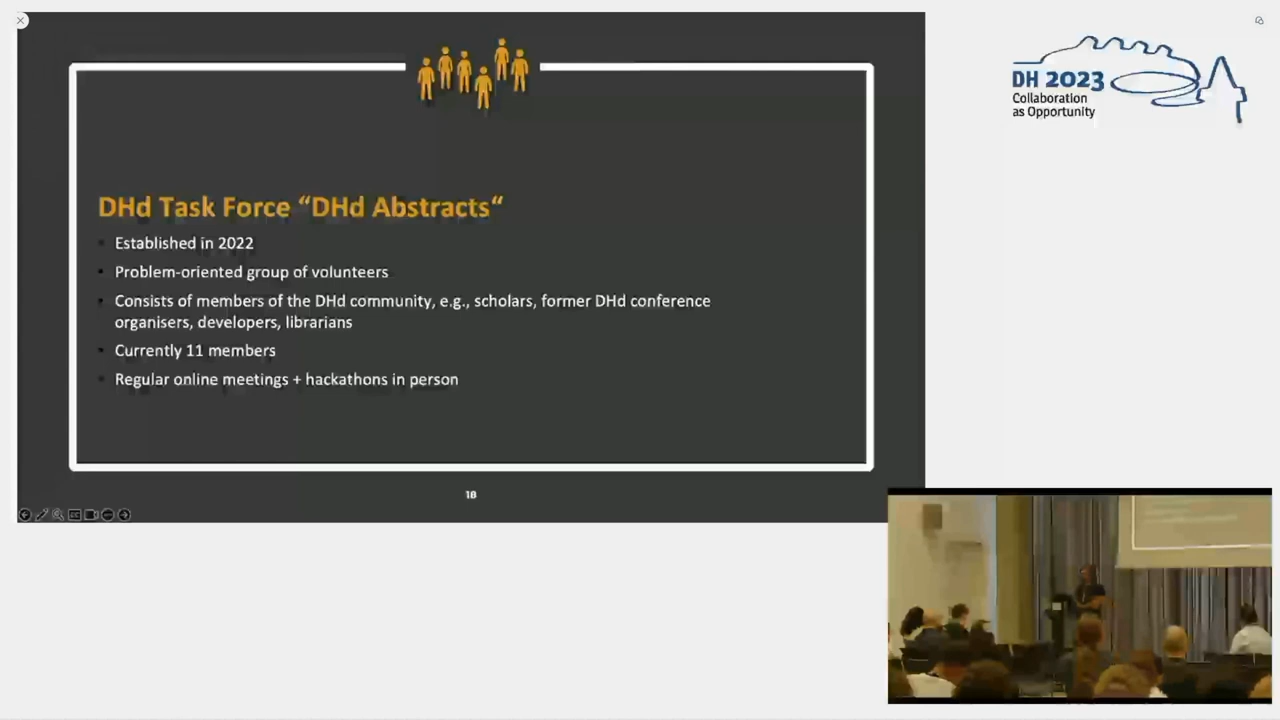 DHd Task Force “DHd Abstracts“
Established in 2022
Problem-oriented group of volunteers
Consists of members of the DHd community, e.g., scholars, former DHd conference
organisers, developers, librarians
Currently 11 members
Regular online meetings + hackathons in person
18
DH 2023
Collaboration
as Opportunity